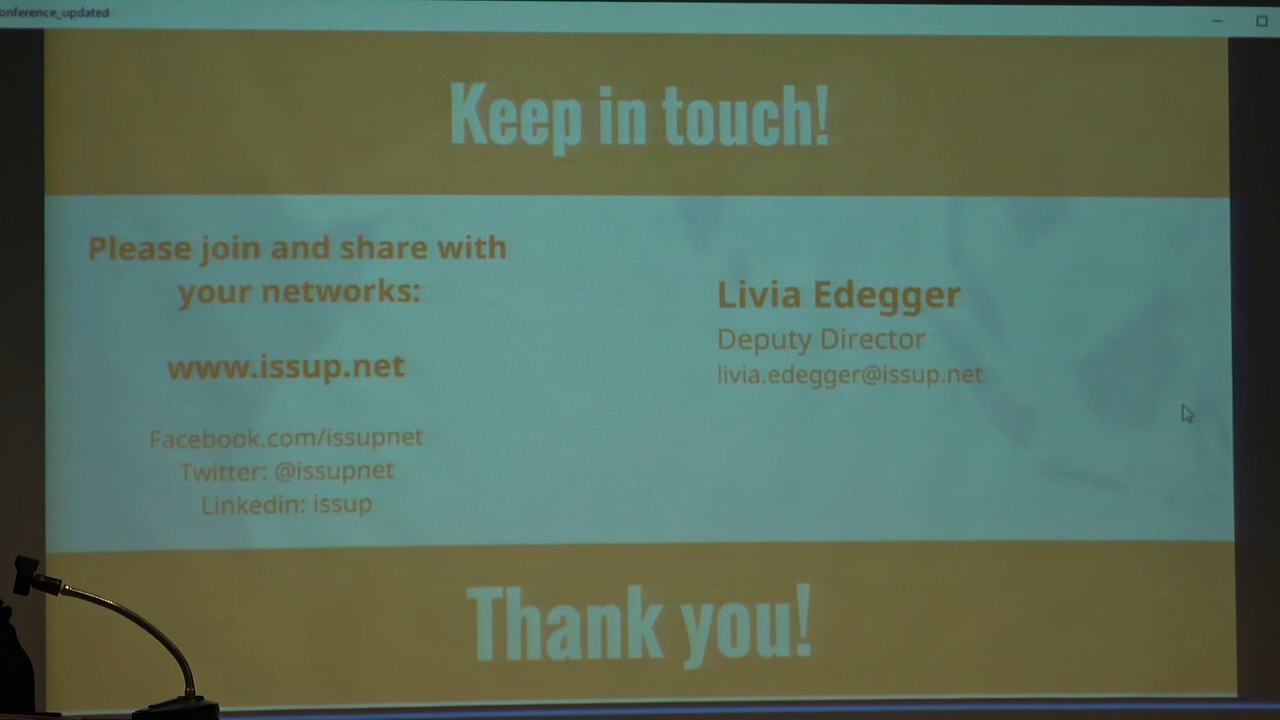 onference_updated
Keep in touch!
Please join and share with
your networks:
www.issup.net
Facebook.com/issupnet
Twitter: @issupnet
Linkedin: issup
Livia Edegger
Deputy Director
livia.edegger@issup.net
Thank you!